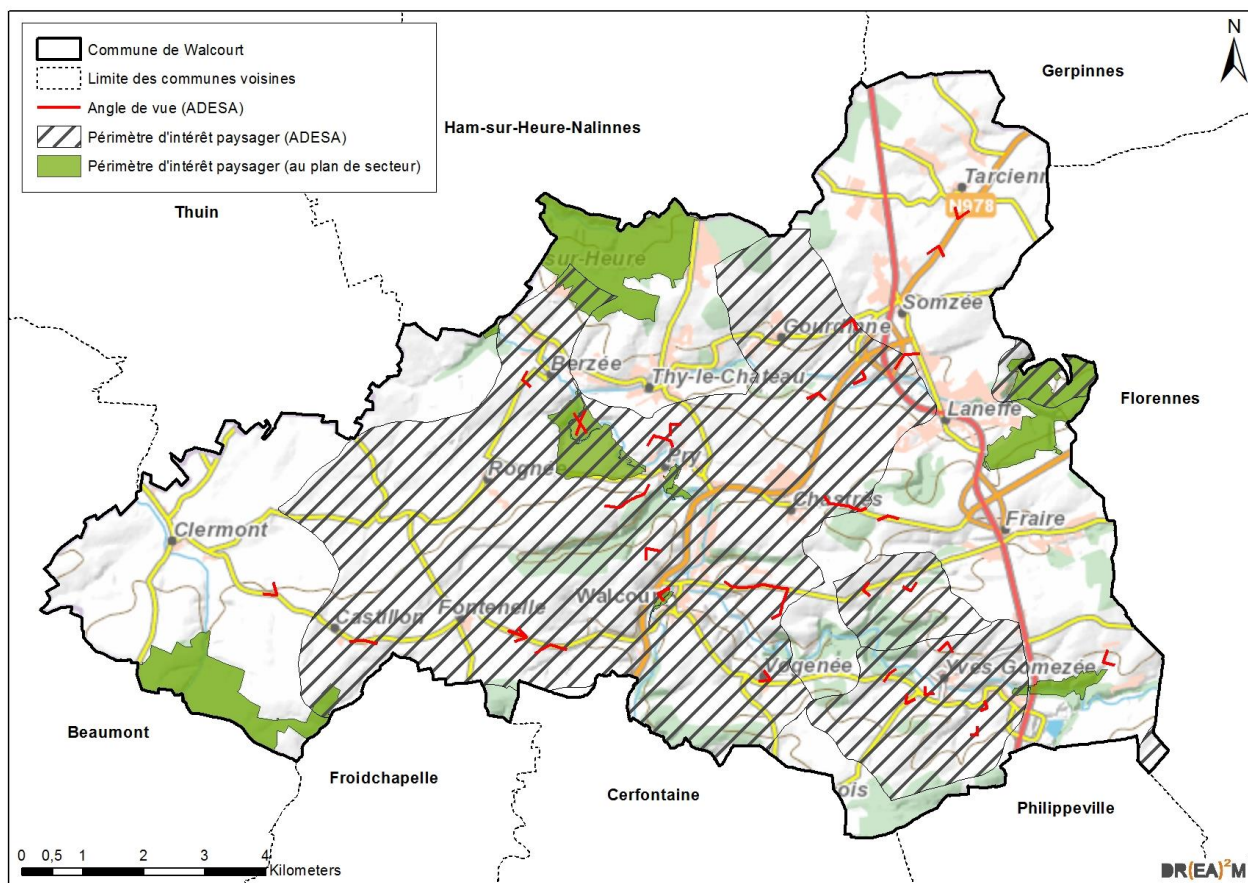 Commune de Walcourt
Limite des communes voisines
Angle de vue (ADESA)
Périmètre d'intérêt paysager (ADESA)
Périmètre d'intérêt paysager (au plan de secteur)
N
Gerpinnes
Ham-sur-Heure-Nalinnes
Tarcienn
N978
Thuin
sur-Heure
Somzée
Berzée
Thy-le-Château
Laneffe
Florennes
Pry
Rognée
Chastrès
Fraire
Clermont
Walcour
Castillon
Fontenelle
Vogenée
Yves-Gomezée
Beaumont
Froidchapelle
Cerfontaine
ois
Philippeville
0 0,5 1 2 3 4
Kilometers
DR(EA)²M